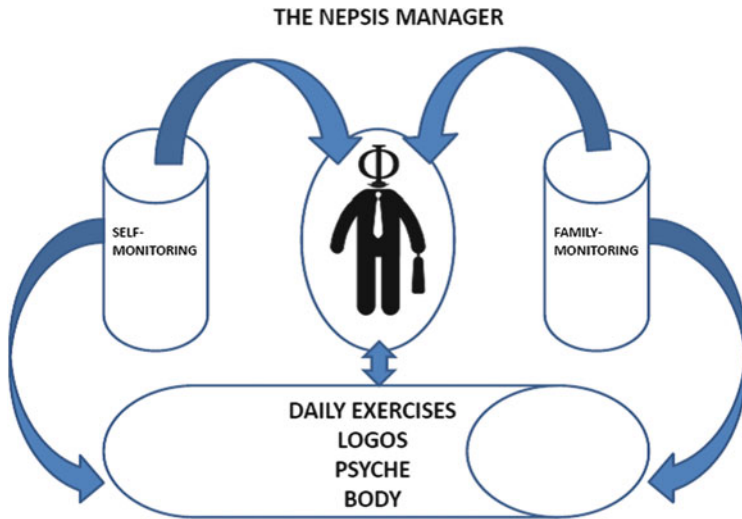 THE NEPSIS MANAGER
Φ
SELF-
MONITORING
FAMILY-
MONITORING
DAILY EXERCISES
LOGOS
PSYCHE
BODY